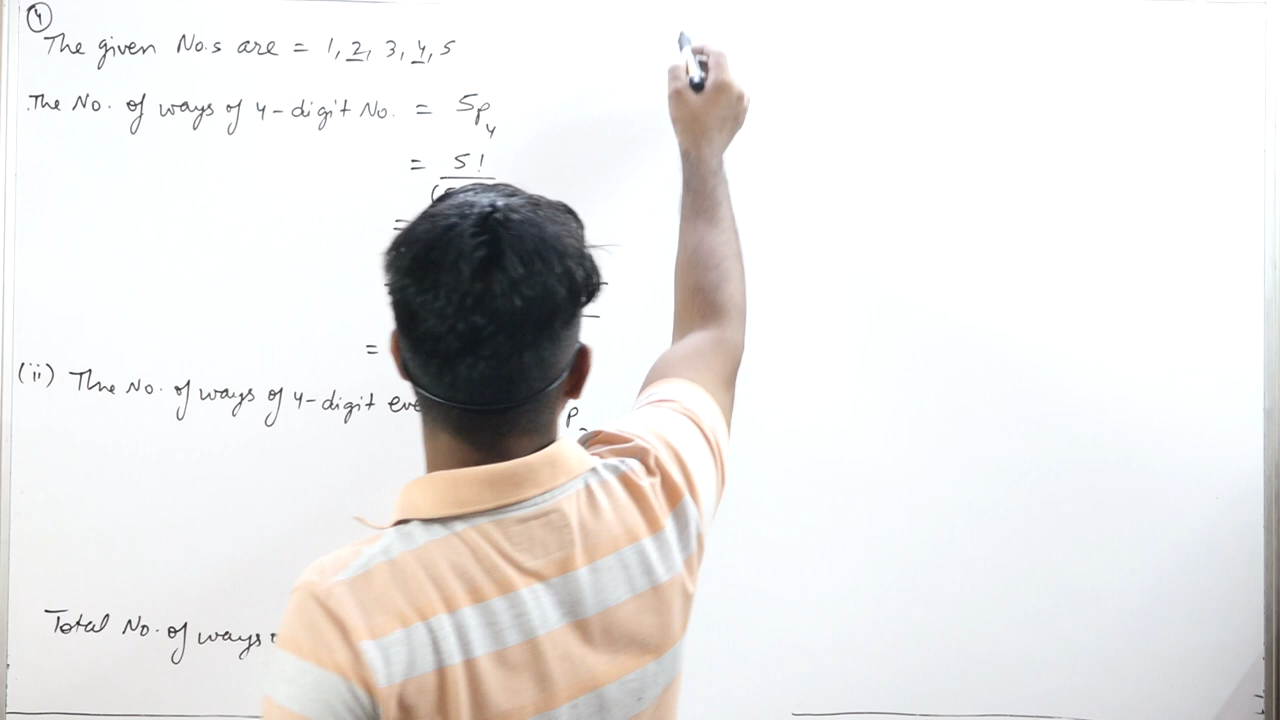 4
The given No.s are = 1, 2, 3, 4, 5
The No. of ways of 4-digit No. = 5P4
= 5!
=
=
(ii) The No. of ways of 4-digit
P
Total No. of ways